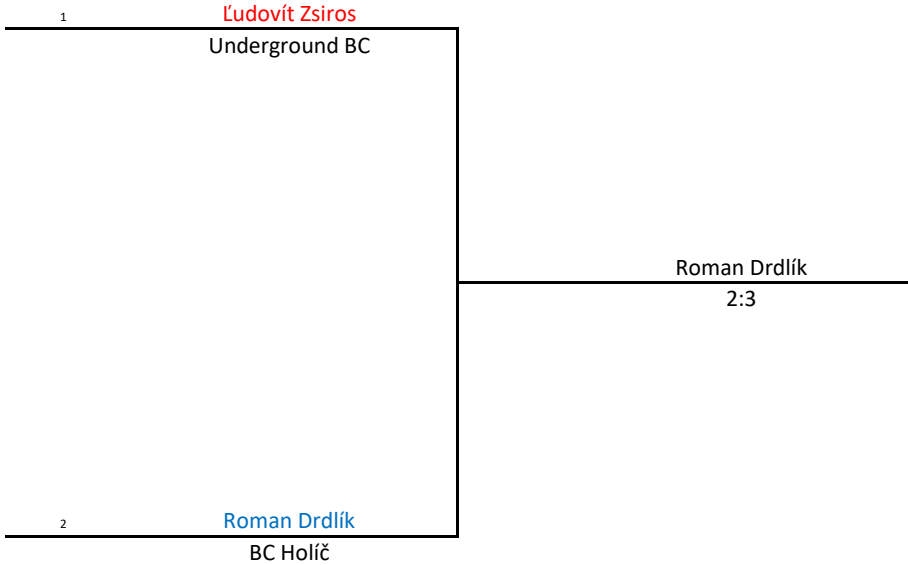 1 Ľudovít Zsiros
Underground BC
Roman Drdlík
2:3
2 Roman Drdlík
BC Holíč